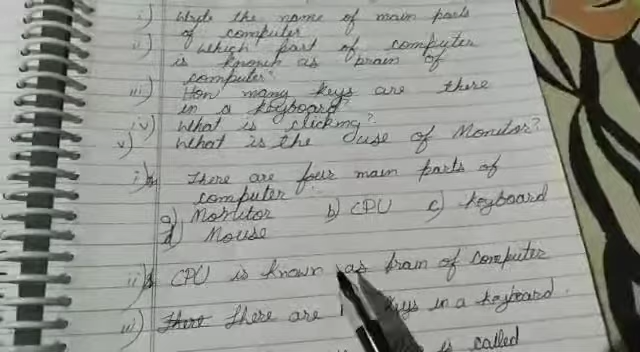 i) Write the name of main parts
of computer
ii) Which part of computer
is known as brain of
computer?
iii) How many keys are there
in a keyboard?
iv) What is clicking?
v) What is the use of Monitor?
i) There are four main parts of
computer.
a) Monitor b) CPU c) Keyboard
d) Mouse
ii) CPU is known as brain of computer
iii) There There are keys in a keyboard.
is called